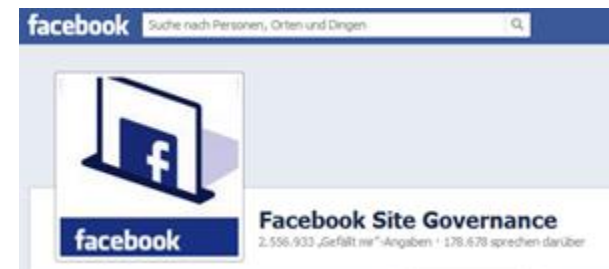 facebook Suche nach Personen, Orten und Dingen
f
facebook
Facebook Site Governance
2.556.933 „Gefällt mir“-Angaben · 178.678 sprechen darüber